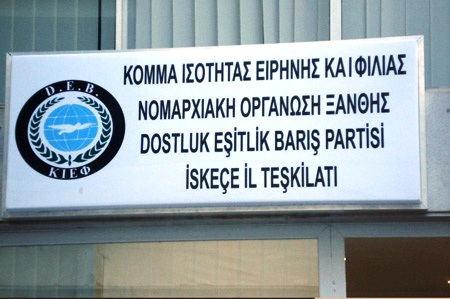 D.E.B.
ΚΙΕΦ
ΚΟΜΜΑ ΙΣΟΤΗΤΑΣ ΕΙΡΗΝΗΣ ΚΑΙ ΦΙΛΙΑΣ
ΝΟΜΑΡΧΙΑΚΗ ΟΡΓΑΝΩΣΗ ΞΑΝΘΗΣ
DOSTLUK EŞİTLİK BARIŞ PARTİSİ
İSKEÇE İL TEŞKİLATI